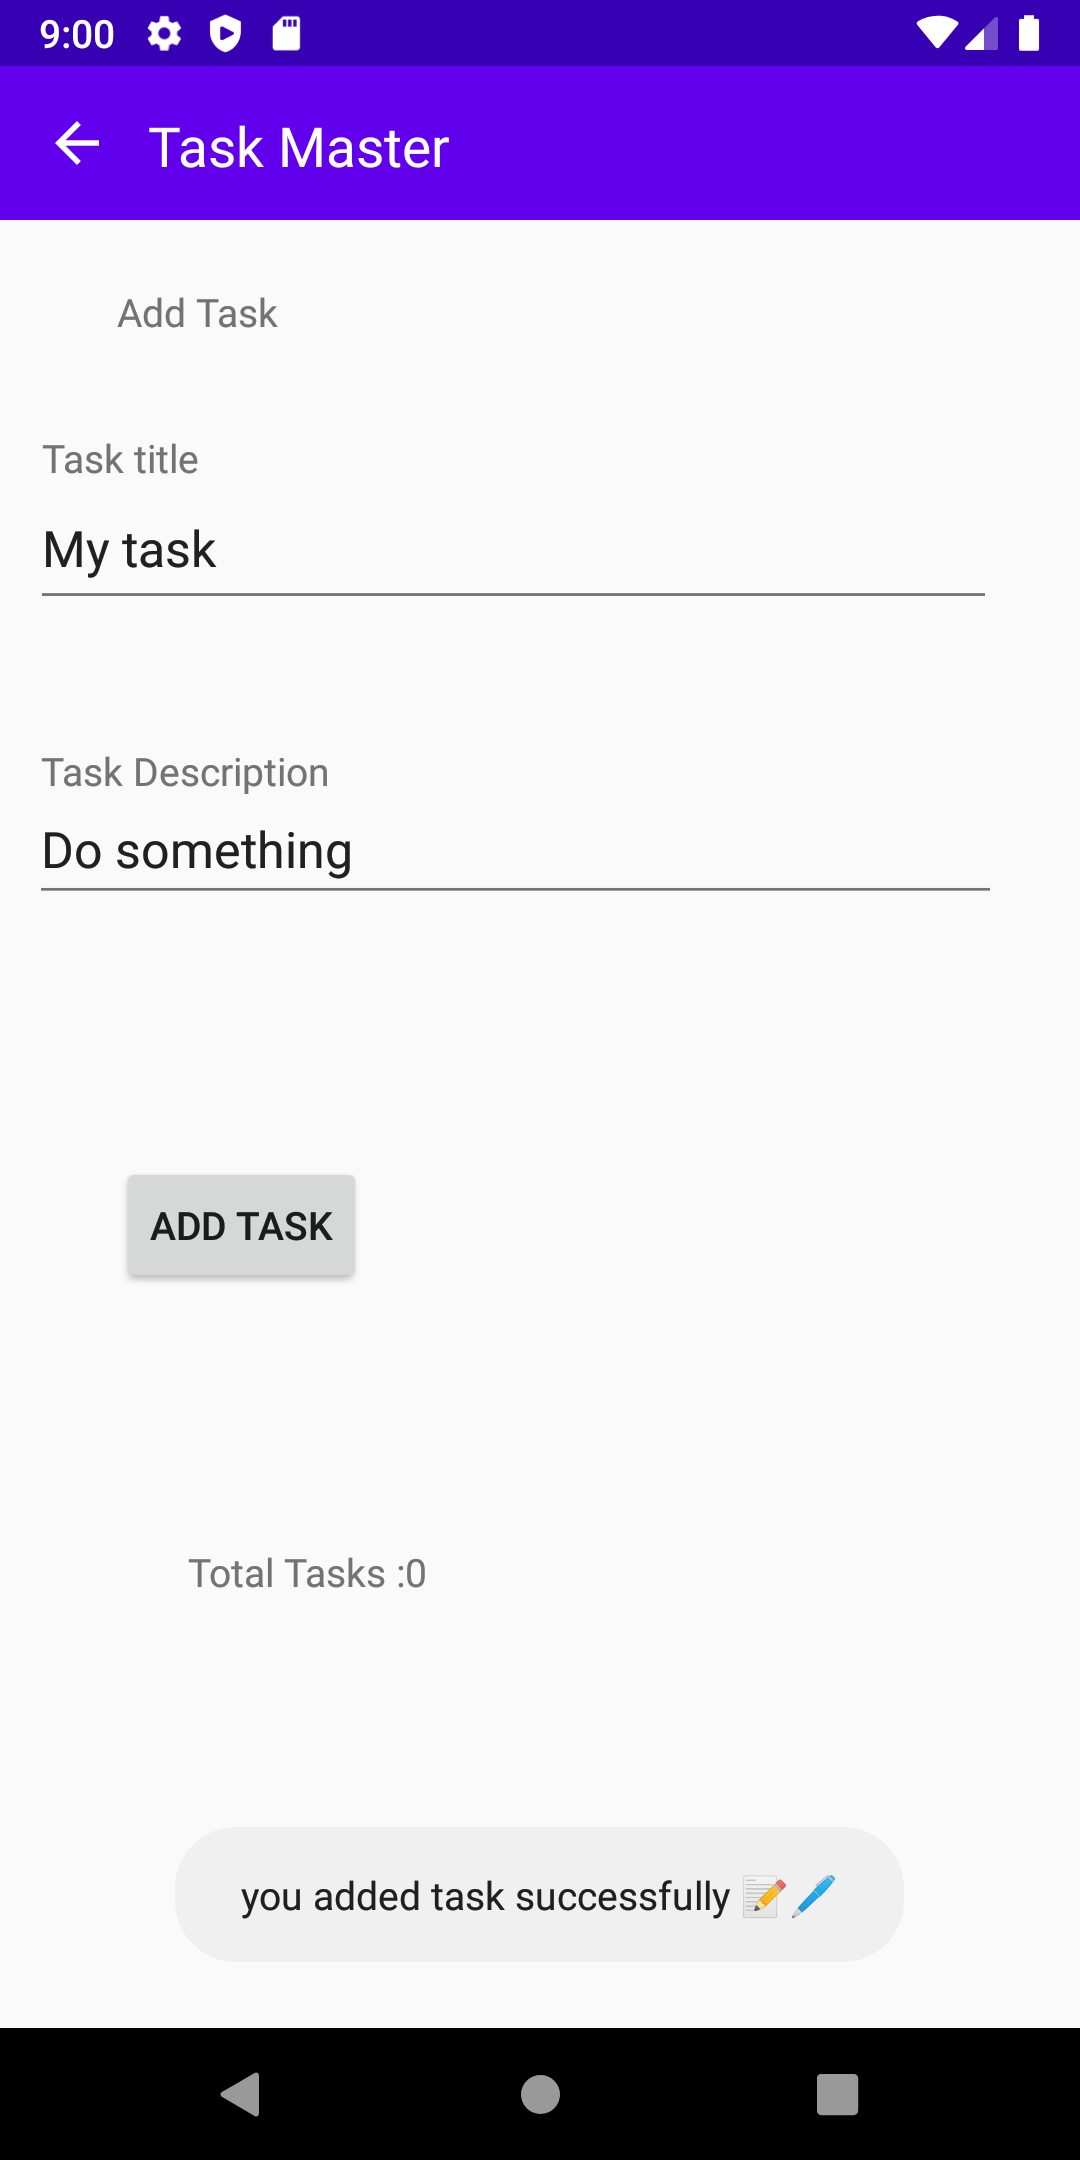 9:00
Task Master
Add Task
Task title
My task
Task Description
Do something
ADD TASK
Total Tasks :0
you added task successfully 📝🖊️